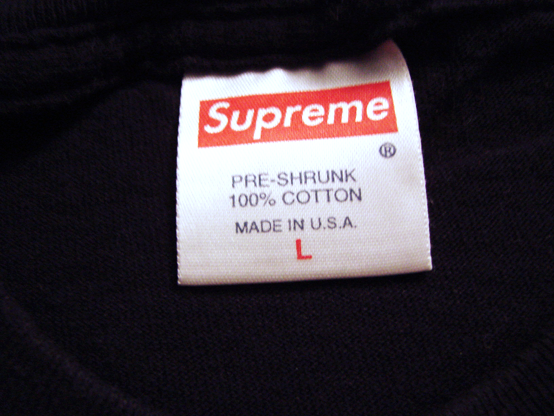 Supreme
®
PRE-SHRUNK
100% COTTON
MADE IN U.S.A.
L